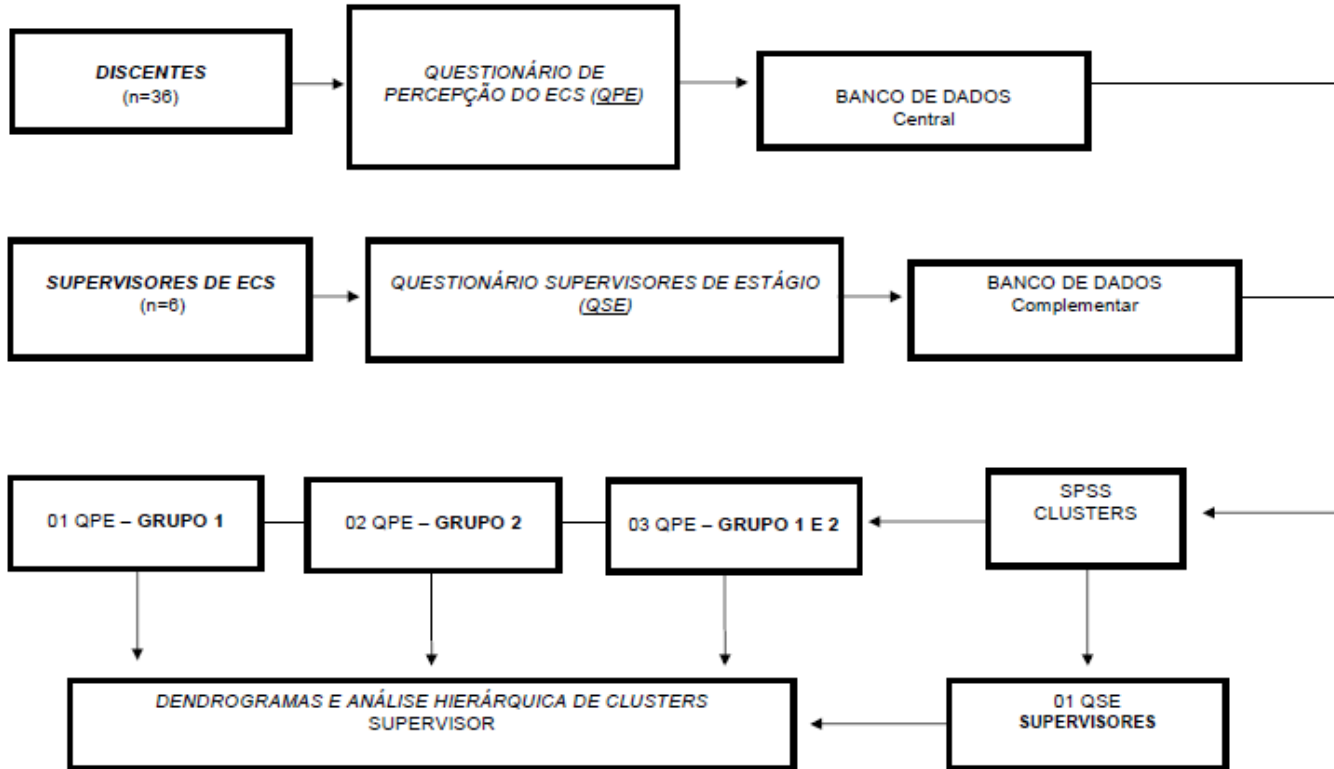 DISCENTES
(n=36)
QUESTIONÁRIO DE
PERCEPÇÃO DO ECS (QPE)
BANCO DE DADOS
Central
SUPERVISORES DE ECS
(n=6)
QUESTIONÁRIO SUPERVISORES DE ESTÁGIO
(QSE)
BANCO DE DADOS
Complementar
01 QPE – GRUPO 1
02 QPE – GRUPO 2
03 QPE – GRUPO 1 E 2
SPSS
CLUSTERS
DENDROGRAMAS E ANÁLISE HIERÁRQUICA DE CLUSTERS
SUPERVISOR
01 QSE
SUPERVISORES